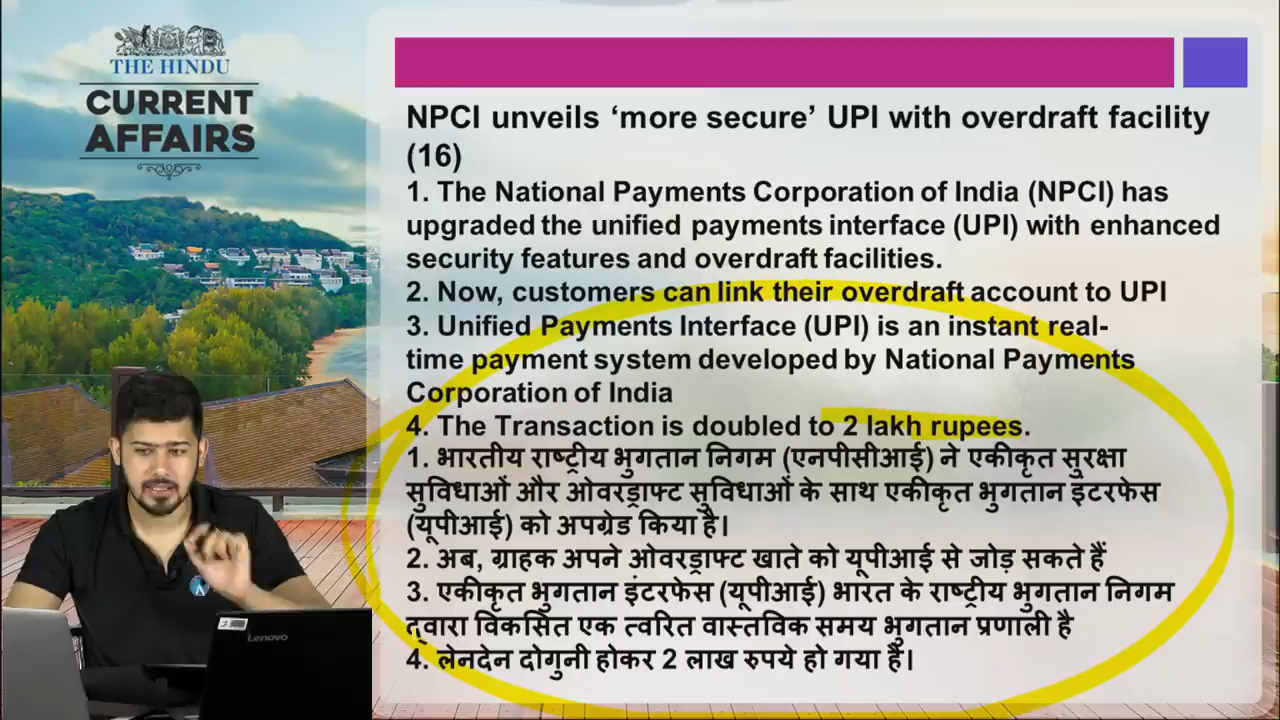 THE HINDU
CURRENT
AFFAIRS
NPCI unveils ‘more secure’ UPI with overdraft facility
(16)
1. The National Payments Corporation of India (NPCI) has
upgraded the unified payments interface (UPI) with enhanced
security features and overdraft facilities.
2. Now, customers can link their overdraft account to UPI
3. Unified Payments Interface (UPI) is an instant real-
time payment system developed by National Payments
Corporation of India
4. The Transaction is doubled to 2 lakh rupees.
1. भारतीय राष्ट्रीय भुगतान निगम (एनपीसीआई) ने एकीकृत सुरक्षा
सुविधाओं और ओवरड्राफ्ट सुविधाओं के साथ एकीकृत भुगतान इंटरफेस
(यूपीआई) को अपग्रेड किया है।
2. अब, ग्राहक अपने ओवरड्राफ्ट खाते को यूपीआई से जोड़ सकते हैं
3. एकीकृत भुगतान इंटरफेस (यूपीआई) भारत के राष्ट्रीय भुगतान निगम
द्वारा विकसित एक त्वरित वास्तविक समय भुगतान प्रणाली है
4. लेनदेन दोगुनी होकर 2 लाख रुपये हो गया है।
Lenovo